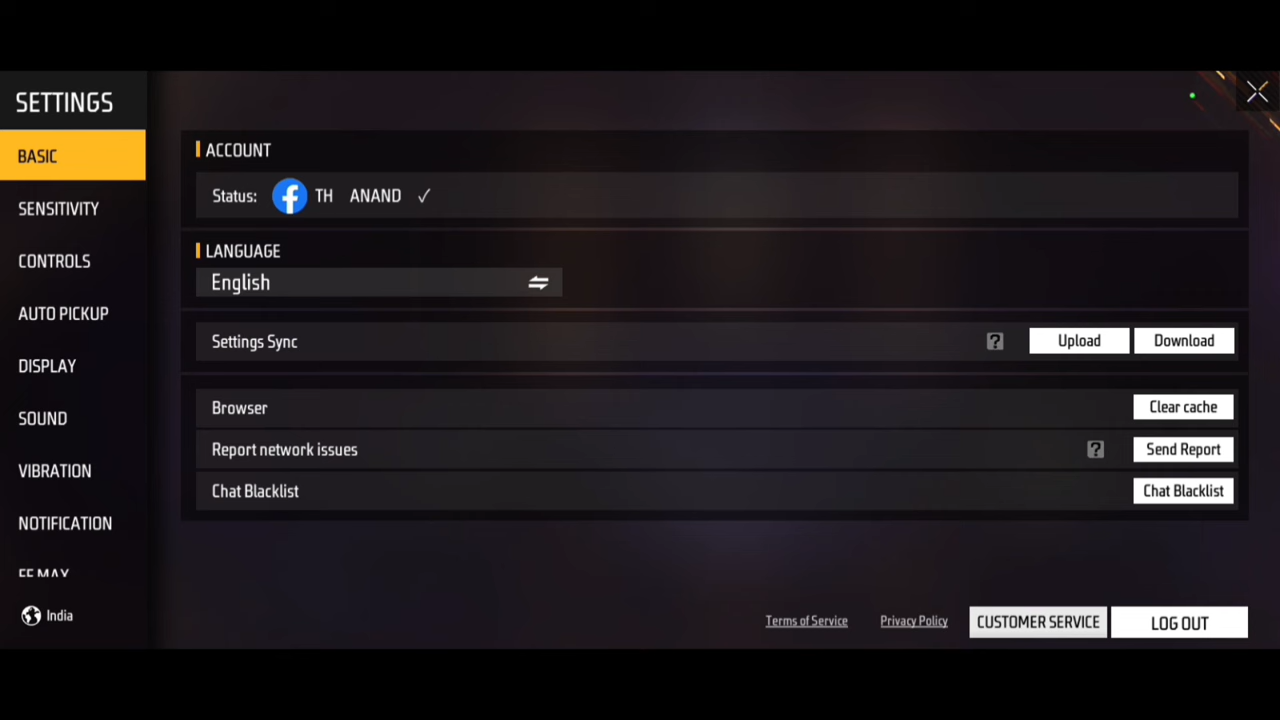 SETTINGS
BASIC
SENSITIVITY
CONTROLS
AUTO PICKUP
DISPLAY
SOUND
VIBRATION
NOTIFICATION
FF MAX
India
ACCOUNT
Status: TH ANAND ✓
LANGUAGE
English
Settings Sync ? Upload Download
Browser Clear cache
Report network issues ? Send Report
Chat Blacklist Chat Blacklist
Terms of Service Privacy Policy CUSTOMER SERVICE LOG OUT